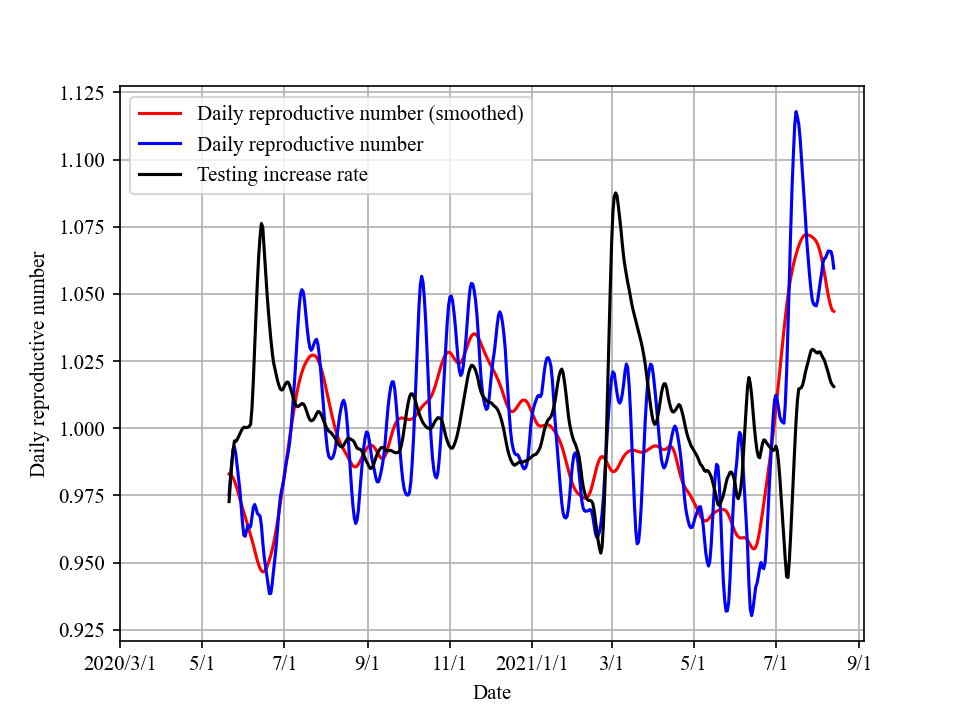 Daily reproductive number (smoothed)
Daily reproductive number
Testing increase rate
1.125
1.100
1.075
1.050
1.025
1.000
0.975
0.950
0.925
Daily reproductive number
2020/3/1 5/1 7/1 9/1 11/1 2021/1/1 3/1 5/1 7/1 9/1
Date